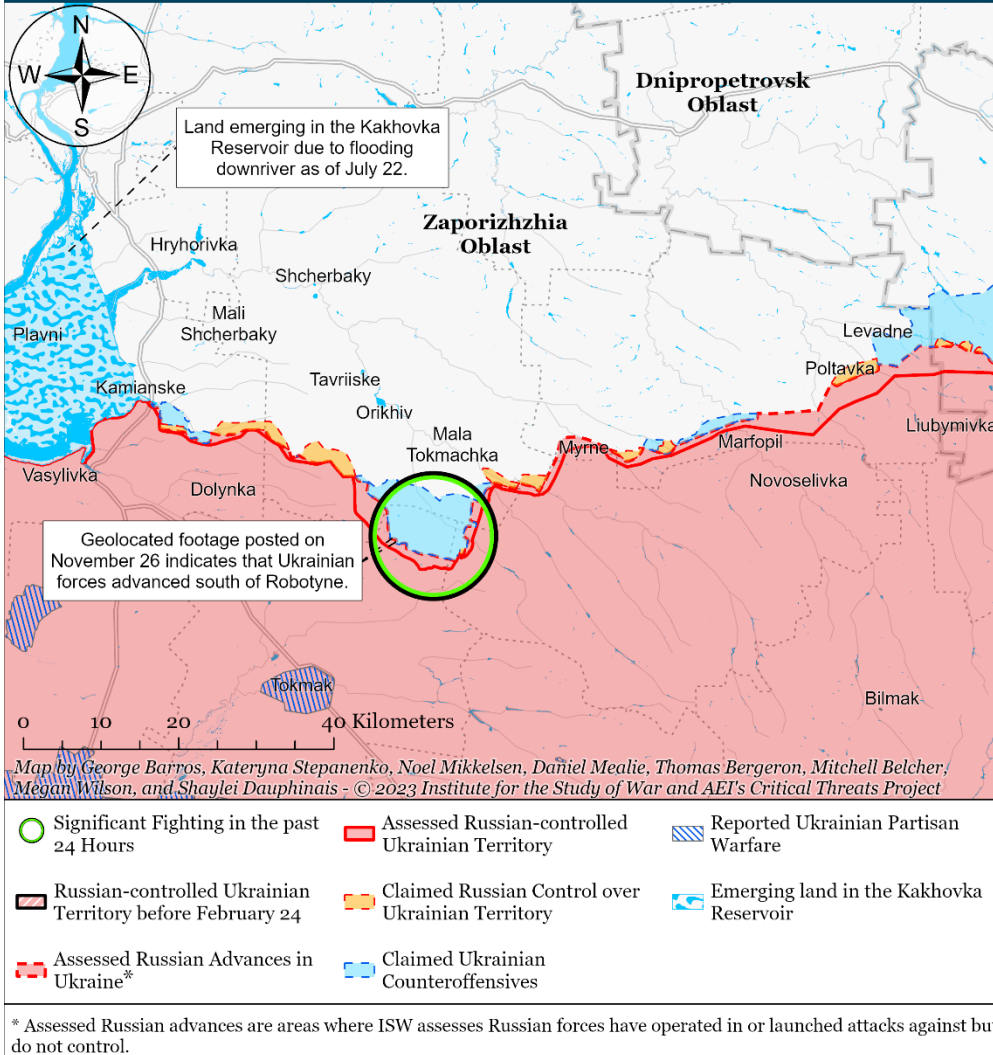 N
W
E
S
Dnipropetrovsk
Oblast
Land emerging in the Kakhovka
Reservoir due to flooding
downriver as of July 22.
Zaporizhzhia
Oblast
Hryhorivka
Shcherbaky
Mali
Shcherbaky
Plavni
Levadne
Poltavka
Kamianske
Tavriiske
Orikhiv
Liubymivka
Mala
Tokmachka
Myrne
Marfopil
Vasylivka
Dolynka
Novoselivka
Geolocated footage posted on
November 26 indicates that Ukrainian
forces advanced south of Robotyne.
Tokmak
Bilmak
0 10 20 40 Kilometers
Map by George Barros, Kateryna Stepanenko, Noel Mikkelsen, Daniel Mealie, Thomas Bergeron, Mitchell Belcher,
Megan Wilson, and Shaylei Dauphinais - © 2023 Institute for the Study of War and AEI's Critical Threats Project
Significant Fighting in the past
24 Hours
Russian-controlled Ukrainian
Territory before February 24
Assessed Russian Advances in
Ukraine*
Assessed Russian-controlled
Ukrainian Territory
Claimed Russian Control over
Ukrainian Territory
Claimed Ukrainian
Counteroffensives
Reported Ukrainian Partisan
Warfare
Emerging land in the Kakhovka
Reservoir
* Assessed Russian advances are areas where ISW assesses Russian forces have operated in or launched attacks against but
do not control.